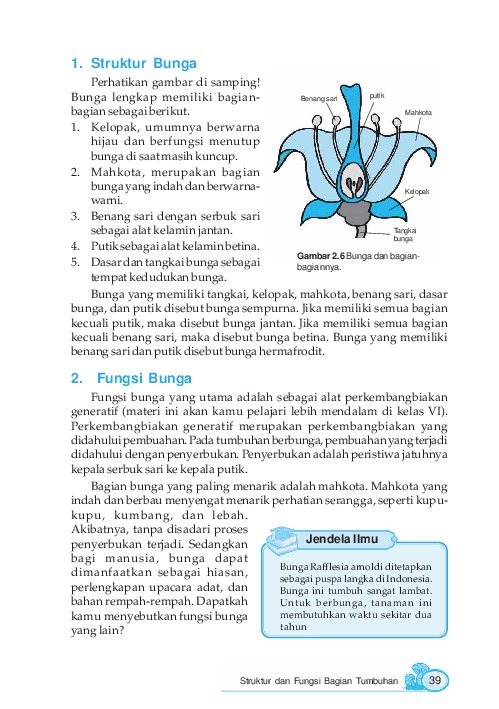 1. Struktur Bunga
Perhatikan gambar di samping!
Bunga lengkap memiliki bagian-
bagian sebagai berikut.
1. Kelopak, umumnya berwarna
hijau dan berfungsi menutup
bunga di saat masih kuncup.
2. Mahkota, merupakan bagian
bunga yang indah dan berwarna-
warni.
3. Benang sari dengan serbuk sari
sebagai alat kelamin jantan.
4. Putik sebagai alat kelamin betina.
5. Dasar dan tangkai bunga sebagai
tempat kedudukan bunga.
Benang sari
putik
Mahkota
Kelopak
Tangkai
bunga
Gambar 2.6 Bunga dan bagian-
bagiannya.
Bunga yang memiliki tangkai, kelopak, mahkota, benang sari, dasar
bunga, dan putik disebut bunga sempurna. Jika memiliki semua bagian
kecuali putik, maka disebut bunga jantan. Jika memiliki semua bagian
kecuali benang sari, maka disebut bunga betina. Bunga yang memiliki
benang sari dan putik disebut bunga hermafrodit.
2. Fungsi Bunga
Fungsi bunga yang utama adalah sebagai alat perkembangbiakan
generatif (materi ini akan kamu pelajari lebih mendalam di kelas VI).
Perkembangbiakan generatif merupakan perkembangbiakan yang
didahului pembuahan. Pada tumbuhan berbunga, pembuahan yang terjadi
didahului dengan penyerbukan. Penyerbukan adalah peristiwa jatuhnya
kepala serbuk sari ke kepala putik.
Bagian bunga yang paling menarik adalah mahkota. Mahkota yang
indah dan berbau menyengat menarik perhatian serangga, seperti kupu-
kupu, kumbang, dan lebah.
Akibatnya, tanpa disadari proses
penyerbukan terjadi. Sedangkan
bagi manusia, bunga dapat
dimanfaatkan sebagai hiasan,
perlengkapan upacara adat, dan
bahan rempah-rempah. Dapatkah
kamu menyebutkan fungsi bunga
yang lain?
Jendela Ilmu
Bunga Rafflesia arnoldi ditetapkan
sebagai puspa langka di Indonesia.
Bunga ini tumbuh sangat lambat.
Untuk berbunga, tanaman ini
membutuhkan waktu sekitar dua
tahun
Struktur dan Fungsi Bagian Tumbuhan 39